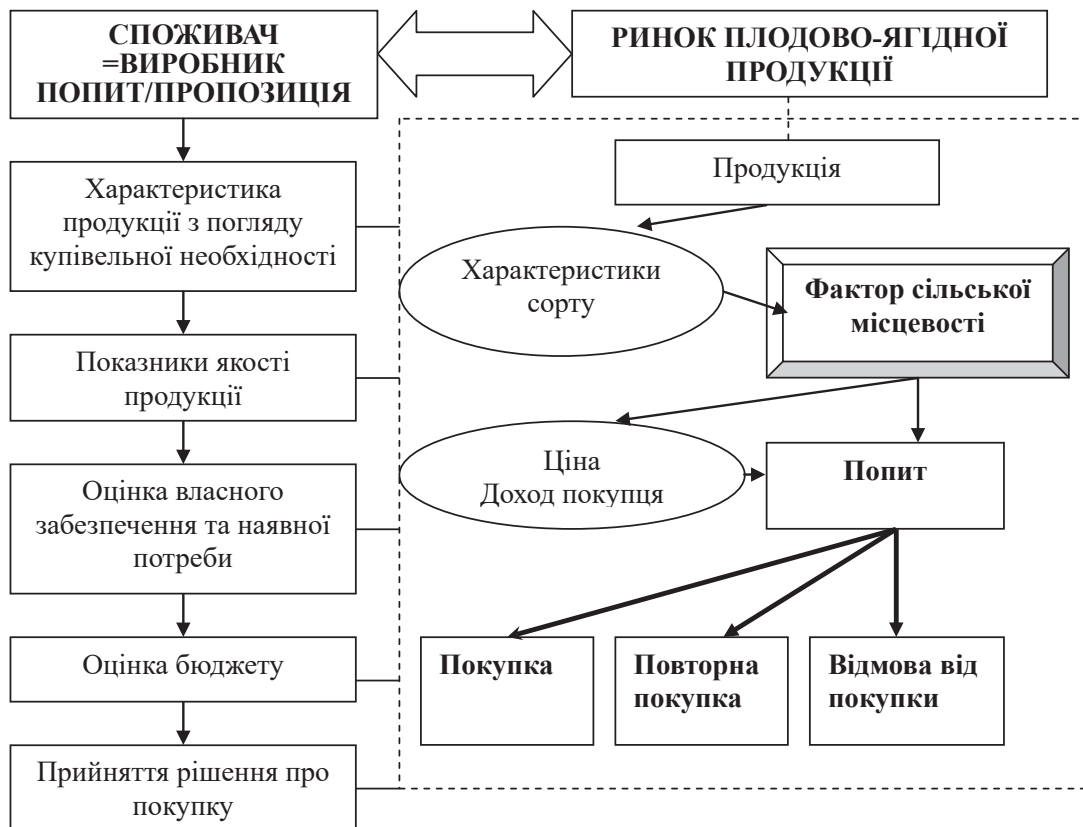 СПОЖИВАЧ
=ВИРОБНИК
ПОПИТ/ПРОПОЗИЦІЯ
РИНОК ПЛОДОВО-ЯГІДНОЇ
ПРОДУКЦІЇ
Характеристика
продукції з погляду
купівельної необхідності
Показники якості
продукції
Оцінка власного
забезпечення та наявної
потреби
Оцінка бюджету
Прийняття рішення про
покупку
Продукція
Характеристики
сорту
Фактор сільської
місцевості
Ціна
Доход покупця
Попит
Покупка
Повторна
покупка
Відмова від
покупки